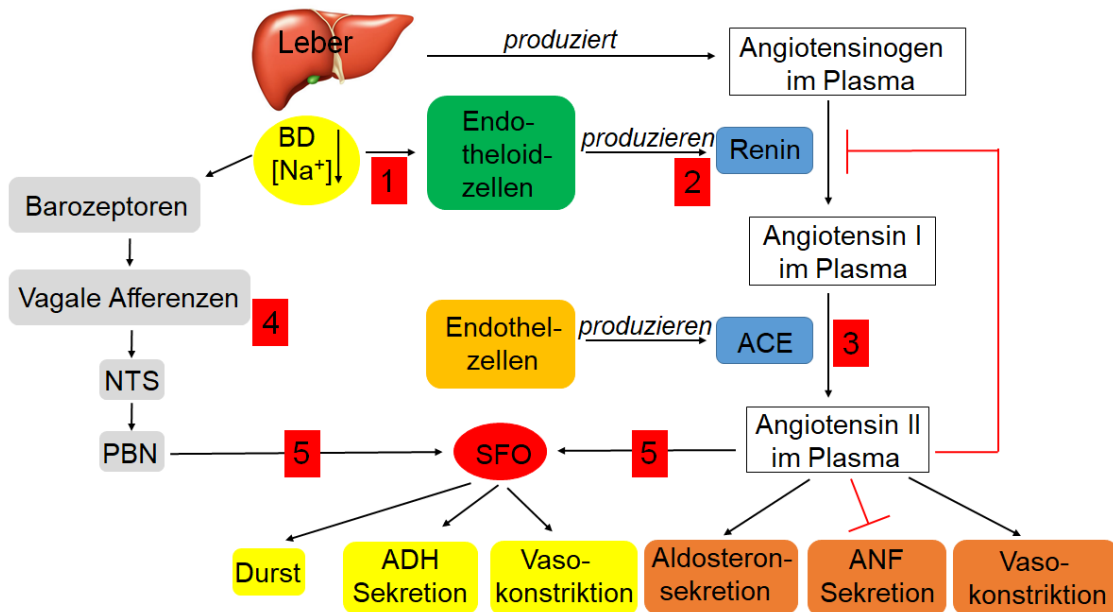 Leber
produziert
Angiotensinogen
im Plasma
BD
[Na⁺]
1
Endo-
theloid-
zellen
produzieren
2
Renin
Barozeptoren
Angiotensin I
im Plasma
Vagale Afferenzen
4
Endothel-
zellen
produzieren
ACE
3
NTS
PBN
5
SFO
5
Angiotensin II
im Plasma
Durst
ADH
Sekretion
Vaso-
konstriktion
Aldosteron-
sekretion
ANF
Sekretion
Vaso-
konstriktion